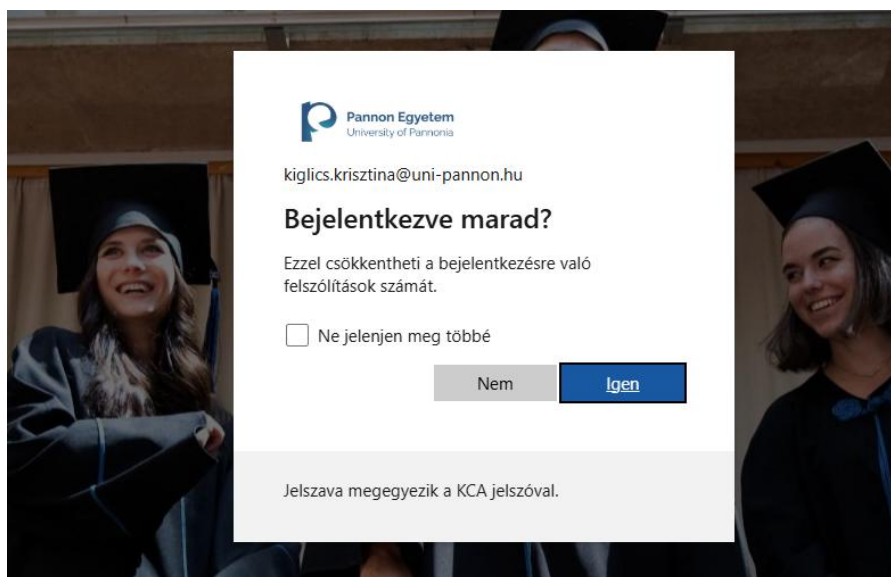 Pannon Egyetem
University of Pannonia
kiglics.krisztina@uni-pannon.hu
Bejelentkezve marad?
Ezzel csökkentheti a bejelentkezésre való
felszólítások számát.
Ne jelenjen meg többé
Nem
Igen
Jelszava megegyezik a KCA jelszóval.